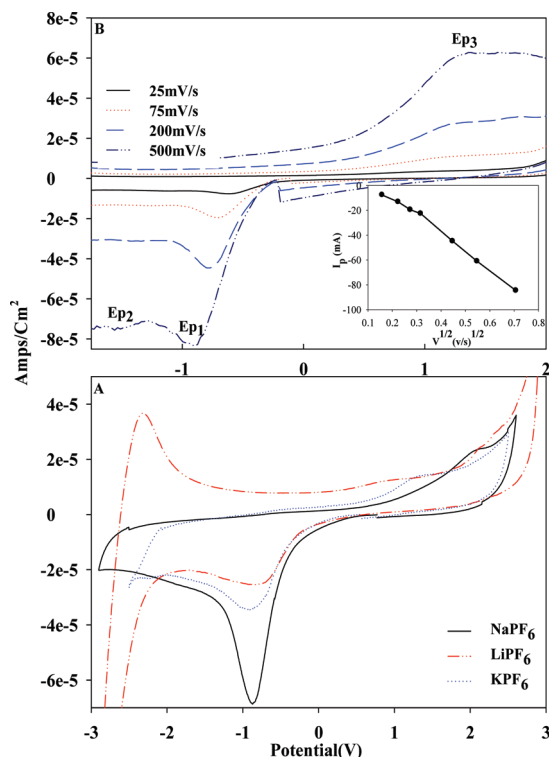 B
Ep3
25mV/s
75mV/s
200mV/s
500mV/s
8e-5
6e-5
4e-5
2e-5
0
-2e-5
-4e-5
-6e-5
-8e-5
Ep2
Ep1
0
-20
-40
-60
-80
-100
Ip (mA)
0.1 0.2 0.3 0.4 0.5 0.6 0.7 0.8
V1/2(v/s)1/2
-1 0 1 2
Amps/Cm2
A
4e-5
2e-5
0
-2e-5
-4e-5
-6e-5
NaPF6
LiPF6
KPF6
-3 -2 -1 0 1 2 3
Potential(V)